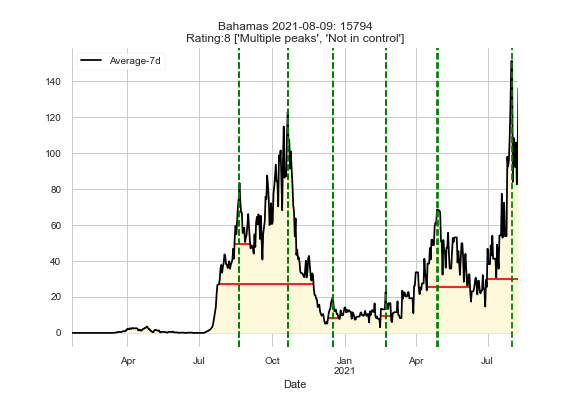 Bahamas 2021-08-09: 15794
Rating:8 ['Multiple peaks', 'Not in control']
Average-7d
140
120
100
80
60
40
20
0
Apr
Jul
Oct
Jan
2021
Apr
Jul
Date